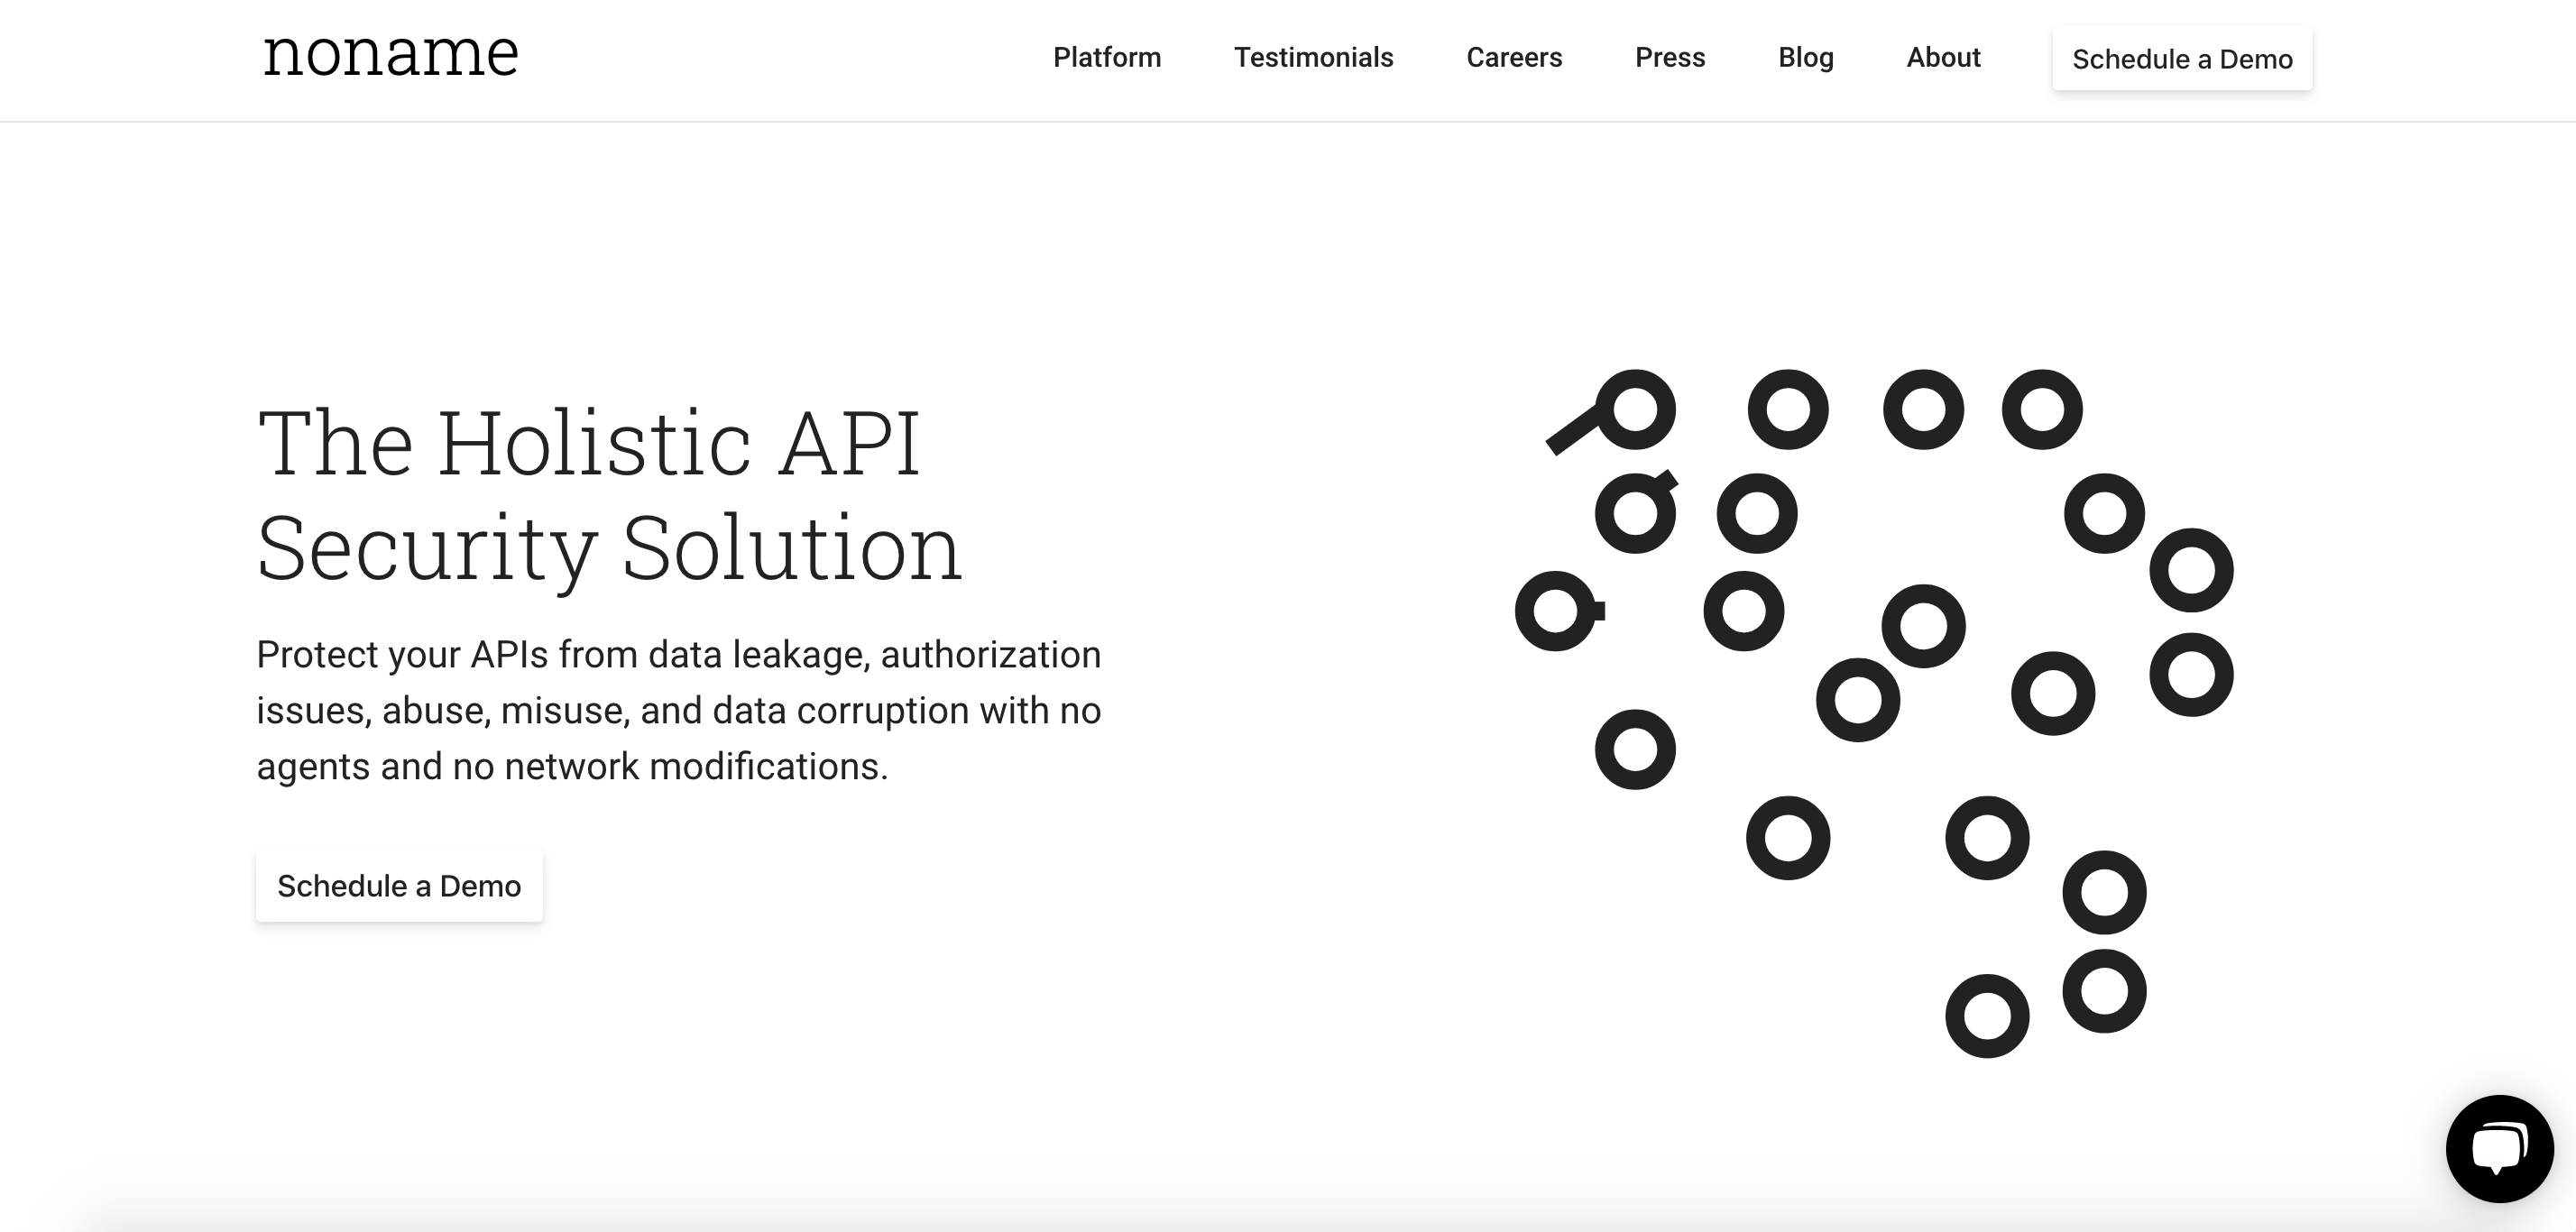 noname
Platform Testimonials Careers Press Blog About Schedule a Demo
The Holistic API
Security Solution
Protect your APIs from data leakage, authorization
issues, abuse, misuse, and data corruption with no
agents and no network modifications.
Schedule a Demo